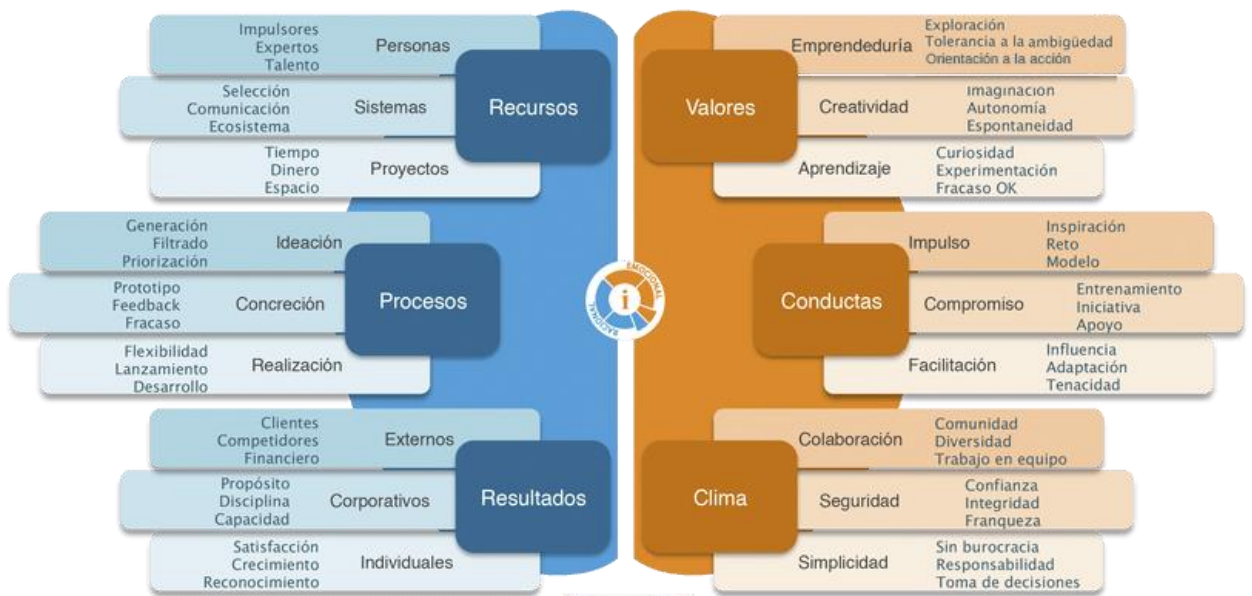 Impulsores
Expertos
Talento
Personas
Selección
Comunicación
Ecosistema
Sistemas
Tiempo
Dinero
Espacio
Proyectos
Recursos
Generación
Filtrado
Priorización
Ideación
Prototipo
Feedback
Fracaso
Concreción
Flexibilidad
Lanzamiento
Desarrollo
Realización
Procesos
Clientes
Competidores
Financiero
Externos
Propósito
Disciplina
Capacidad
Corporativos
Satisfacción
Crecimiento
Reconocimiento
Individuales
Resultados
EMOCIONAL
i
RACIONAL
Valores
Emprendeduría
Exploración
Tolerancia a la ambigüedad
Orientación a la acción
Creatividad
Imaginación
Autonomía
Espontaneidad
Aprendizaje
Curiosidad
Experimentación
Fracaso OK
Conductas
Impulso
Inspiración
Reto
Modelo
Compromiso
Entrenamiento
Iniciativa
Apoyo
Facilitación
Influencia
Adaptación
Tenacidad
Clima
Colaboración
Comunidad
Diversidad
Trabajo en equipo
Seguridad
Confianza
Integridad
Franqueza
Simplicidad
Sin burocracia
Responsabilidad
Toma de decisiones